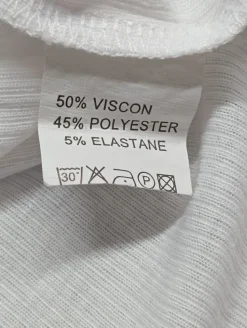 50% VISCON
45% POLYESTER
5% ELASTANE
30° P